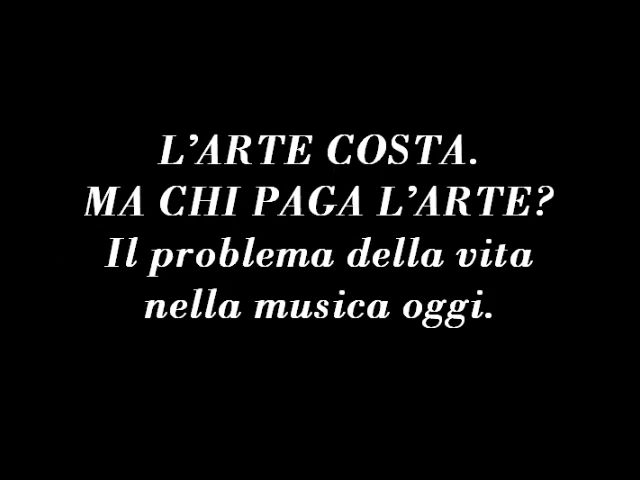 L’ARTE COSTA.
MA CHI PAGA L’ARTE?
Il problema della vita
nella musica oggi.